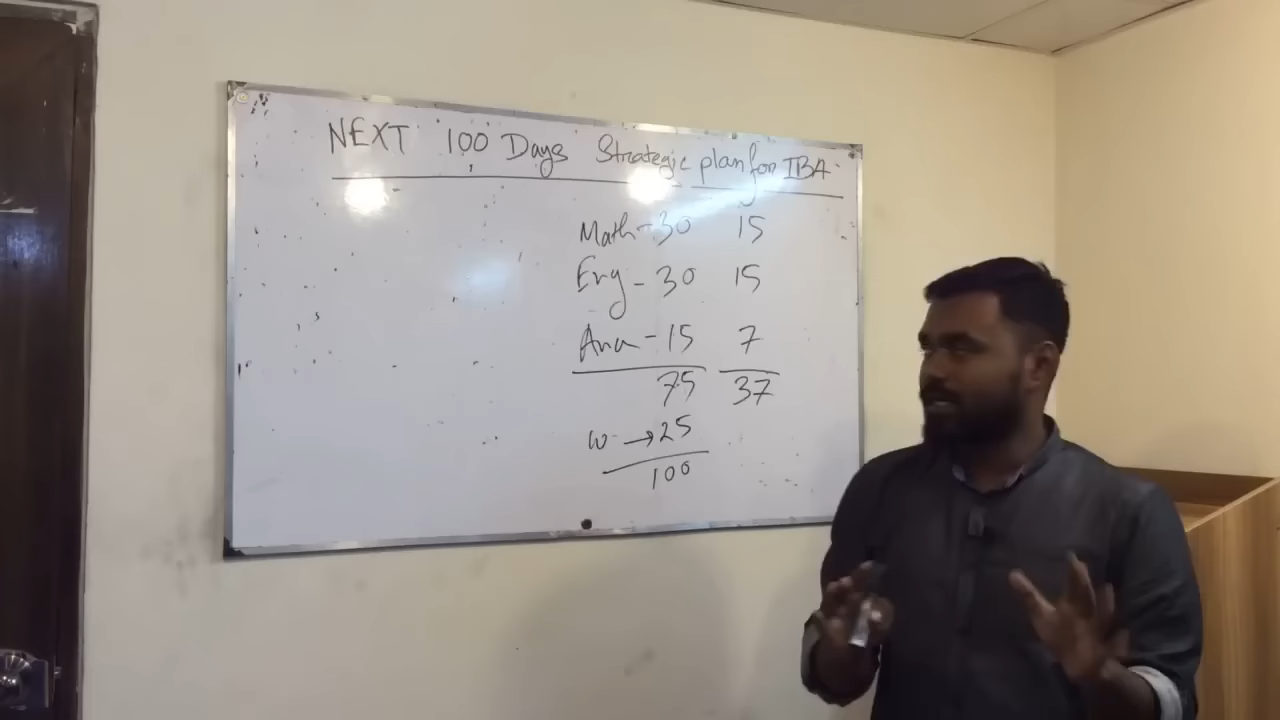 NEXT 100 Days Strategic plan for IBA
Math - 30 15
Eng - 30 15
Ana - 15 7
75 37
W → 25
100